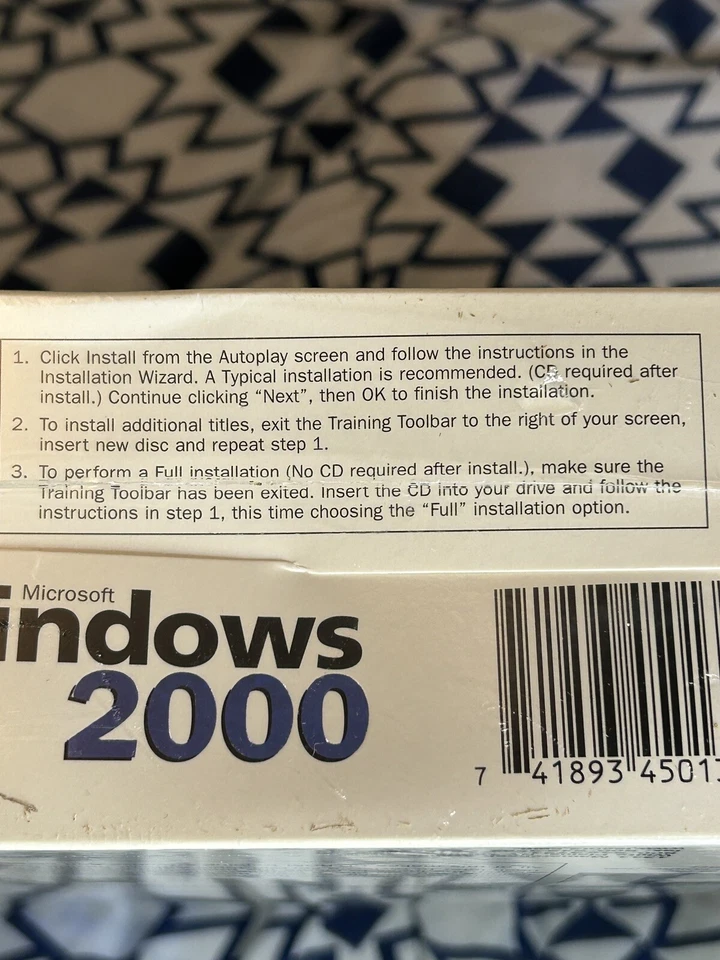 1. Click Install from the Autoplay screen and follow the instructions in the
Installation Wizard. A Typical installation is recommended. (CD required after
install.) Continue clicking “Next”, then OK to finish the installation.
2. To install additional titles, exit the Training Toolbar to the right of your screen,
insert new disc and repeat step 1.
3. To perform a Full installation (No CD required after install.), make sure the
Training Toolbar has been exited. Insert the CD into your drive and follow the
instructions in step 1, this time choosing the “Full” installation option.
Microsoft
indows
2000
7 41893 4501